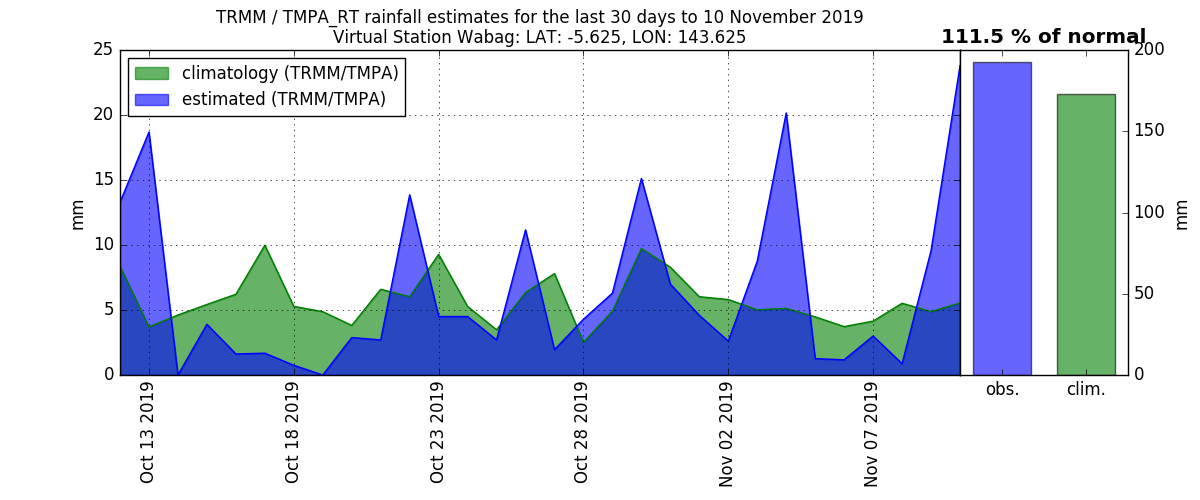 TRMM / TMPA_RT rainfall estimates for the last 30 days to 10 November 2019
Virtual Station Wabag: LAT: -5.625, LON: 143.625
111.5 % of normal
climatology (TRMM/TMPA)
estimated (TRMM/TMPA)
25
20
15
10
5
0
mm
Oct 13 2019
Oct 18 2019
Oct 23 2019
Oct 28 2019
Nov 02 2019
Nov 07 2019
obs.
clim.
200
150
100
50
0
mm